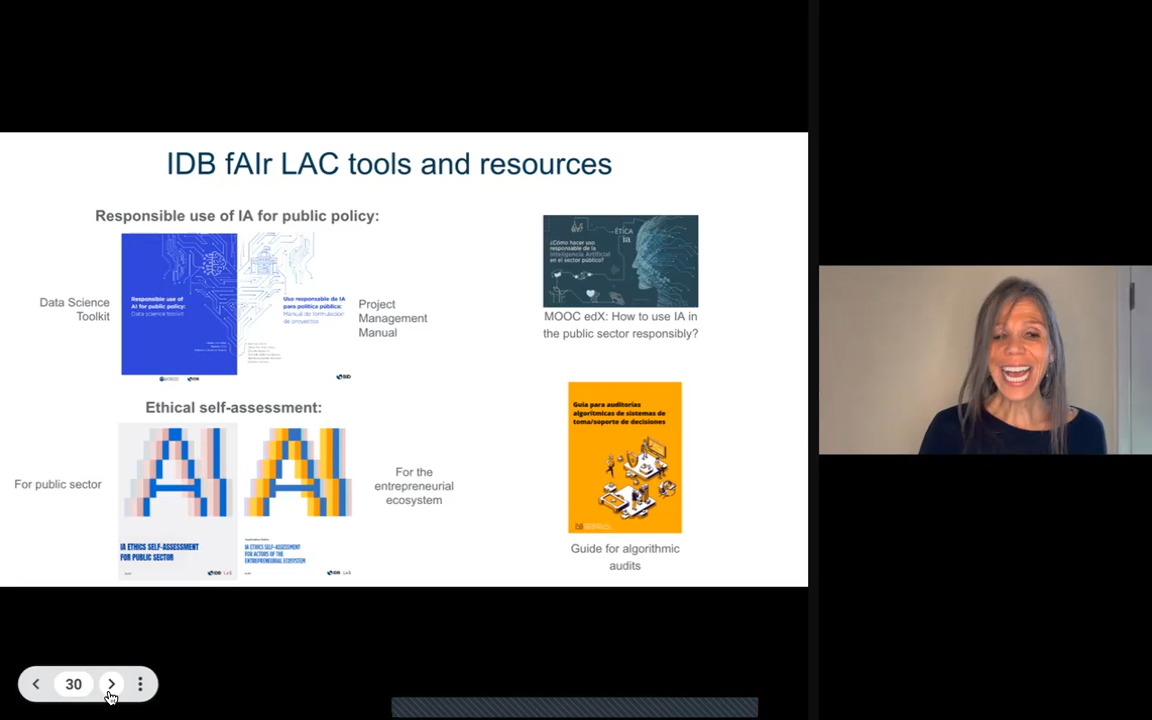 IDB fAIr LAC tools and resources
Responsible use of IA for public policy:
Data Science
Toolkit
Responsible use of
AI for public policy:
Data science toolkit
Uso responsable de IA
para política pública:
Manual de formulación
de proyectos
Project
Management
Manual
BID
Ethical self-assessment:
For public sector
AI
IA ETHICS SELF-ASSESSMENT
FOR PUBLIC SECTOR
IDB
AI
IA ETHICS SELF-ASSESSMENT
FOR ACTORS OF THE
ENTREPRENEURIAL ECOSYSTEM
IDB
For the
entrepreneurial
ecosystem
ÉTICA
ia
¿Cómo hacer uso
responsable de la
Inteligencia Artificial
en el sector público?
MOOC edX: How to use IA in
the public sector responsibly?
Guía para auditorías
algorítmicas de sistemas de
toma/soporte de decisiones
Guide for algorithmic
audits
30